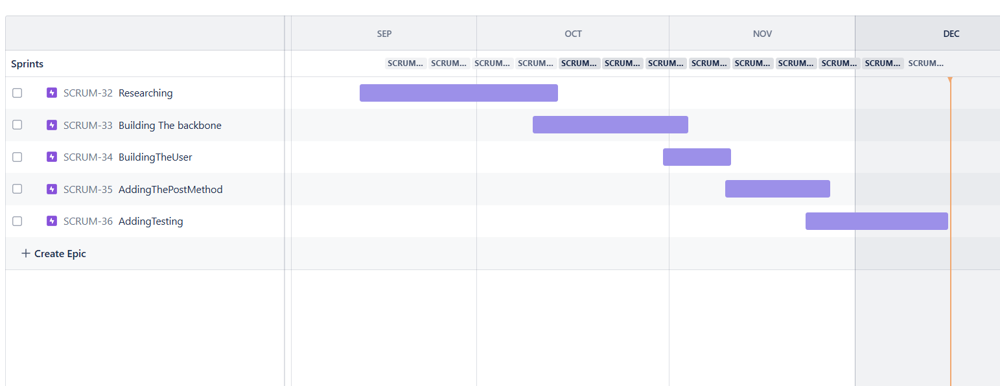 SEP OCT NOV DEC
Sprints SCRUM... SCRUM... SCRUM... SCRUM... SCRUM... SCRUM... SCRUM... SCRUM... SCRUM... SCRUM... SCRUM... SCRUM... SCRUM...
SCRUM-32 Researching
SCRUM-33 Building The backbone
SCRUM-34 BuildingTheUser
SCRUM-35 AddingThePostMethod
SCRUM-36 AddingTesting
+ Create Epic